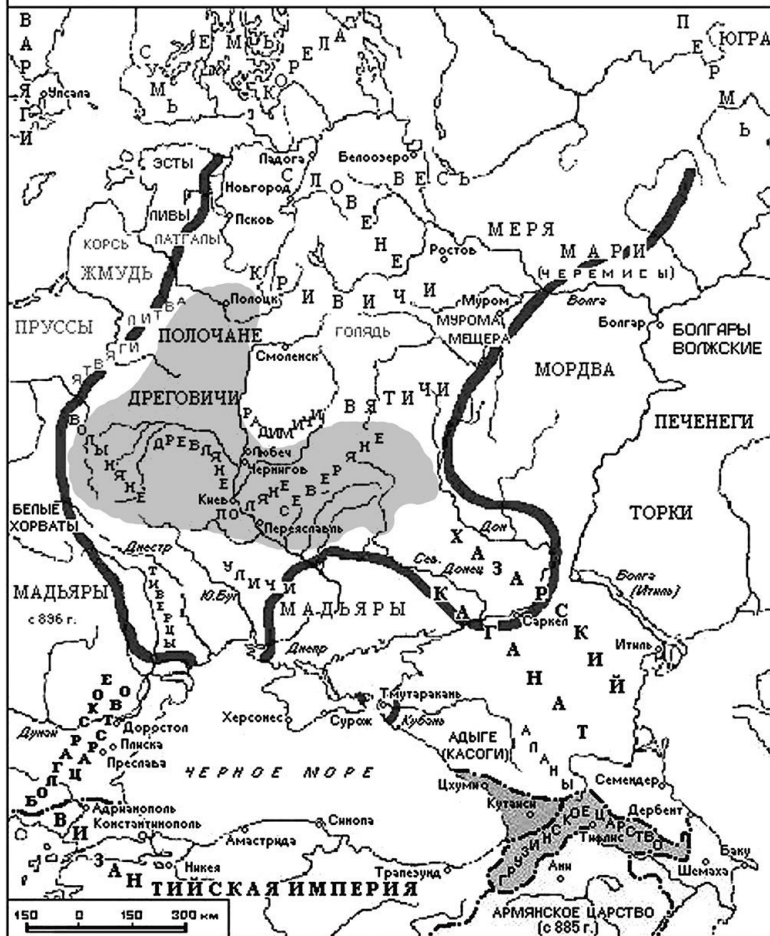 ВАРЯГИ
Упсала
СУМЬ
ЕМЬ
КОРЕЛА
ПЕРМЬ
ЮГРА
ЭСТЫ
Ладога
Белоозеро
ВЕСЬ
Новгород
СЛОВЕНЕ
ЛИВЫ
Псков
ЛАТГАЛЫ
КОРСЬ
ЖМУДЬ
МЕРЯ
Ростов
МАРИ
(ЧЕРЕМИСЫ)
КРИВИЧИ
Волга
ЛИТВА
Полоцк
Муром
МУРОМА
МЕЩЕРА
Болгар
БОЛГАРЫ
ВОЛЖСКИЕ
ПРУССЫ
ПОЛОЧАНЕ
ГОЛЯДЬ
Смоленск
ЯТВЯГИ
МОРДВА
ДРЕГОВИЧИ
РАДИМИЧИ
ВЯТИЧИ
ПЕЧЕНЕГИ
ВОЛЫНЯНЕ
ДРЕВЛЯНЕ
Любеч
Чернигов
СЕВЕРЯНЕ
Киев
ПОЛЯНЕ
Переяславль
БЕЛЫЕ
ХОРВАТЫ
Дон
ТОРКИ
Днестр
УЛИЧИ
Сев.
Донец
ХАЗАРСКИЙ
КАГАНАТ
Волга
(Итиль)
МАДЬЯРЫ
с 896 г.
ТИВЕРЦЫ
Ю.Буг
МАДЬЯРЫ
Саркел
Итиль
Днепр
Тмутаракань
Херсонес
Сурож
Кубань
Дунай
БОЛГАРСКОЕ
ЦАРСТВО
Доростол
Плиска
Преслава
АДЫГЕ
(КАСОГИ)
АЛАНЫ
ЧЕРНОЕ МОРЕ
Цхуми
Семендер
Кутаиси
Дербент
Адрианополь
Константинополь
Синопа
Амастрида
ГРУЗИНСКОЕ ЦАРСТВО
Тифлис
Баку
Никея
Трапезунд
Ани
Шемаха
ВИЗАНТИЙСКАЯ ИМПЕРИЯ
АРМЯНСКОЕ ЦАРСТВО
(с 885 г.)
150 0 150 300 км